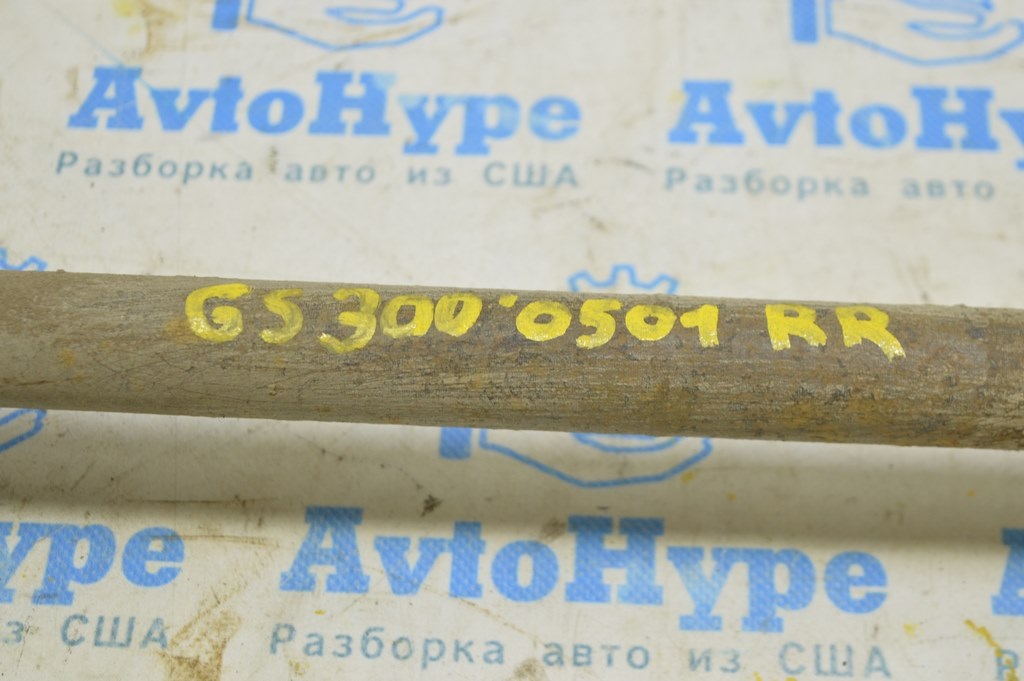 AvtoHype AvtoHy
Разборка авто из США Разборка авто
GS300'0501 RR
ype AvtoHype
з США Разборка авто из США